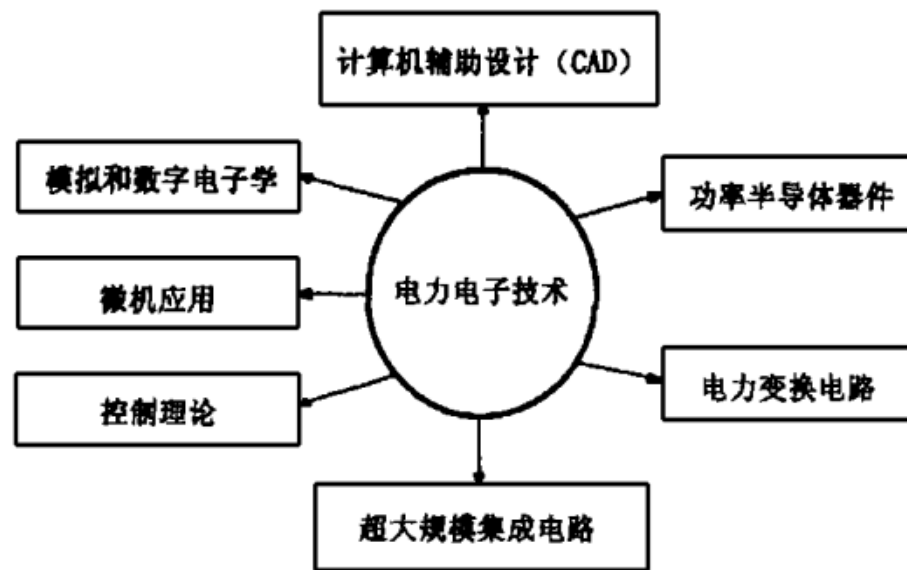 计算机辅助设计（CAD）
模拟和数字电子学
功率半导体器件
微机应用
电力电子技术
电力变换电路
控制理论
超大规模集成电路